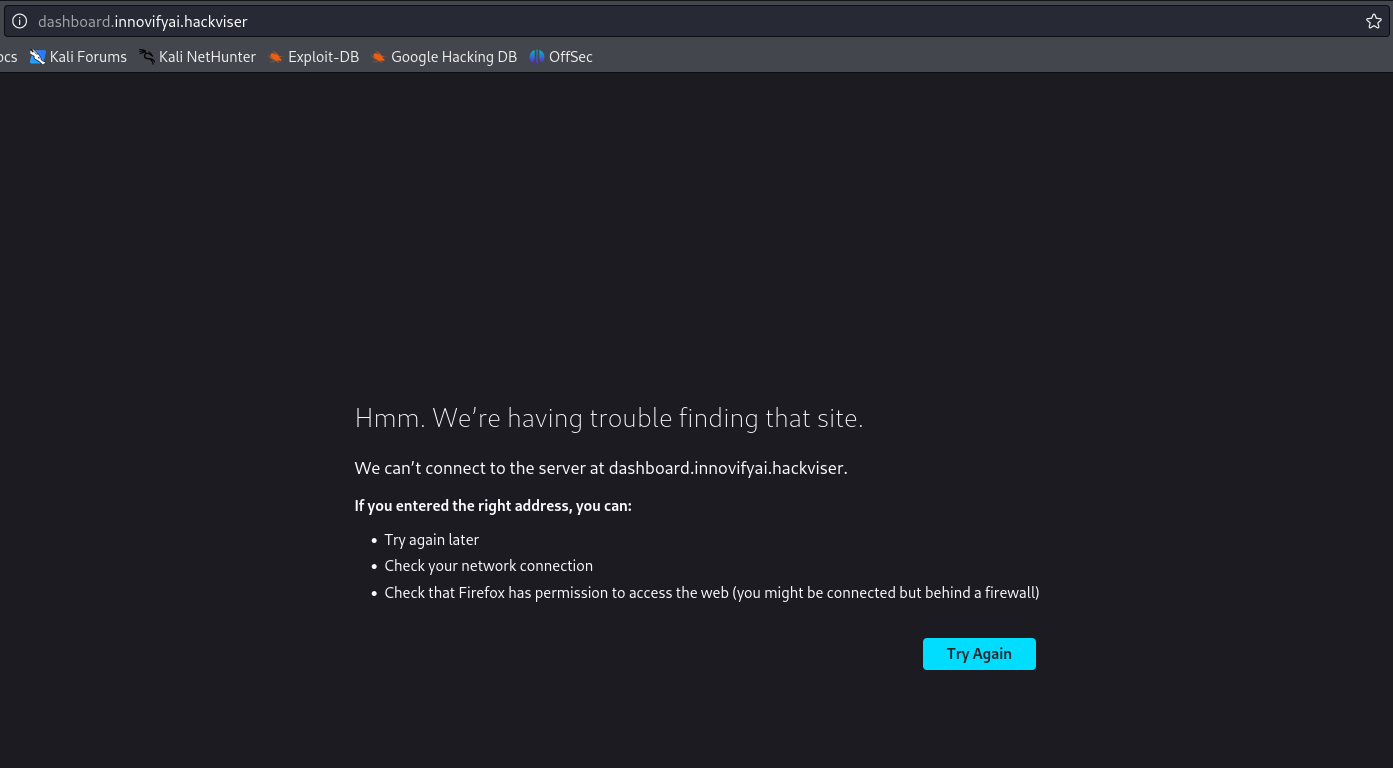 dashboard.innovifyai.hackviser
ocs Kali Forums Kali NetHunter Exploit-DB Google Hacking DB OffSec
Hmm. We’re having trouble finding that site.
We can’t connect to the server at dashboard.innovifyai.hackviser.
If you entered the right address, you can:
• Try again later
• Check your network connection
• Check that Firefox has permission to access the web (you might be connected but behind a firewall)
Try Again